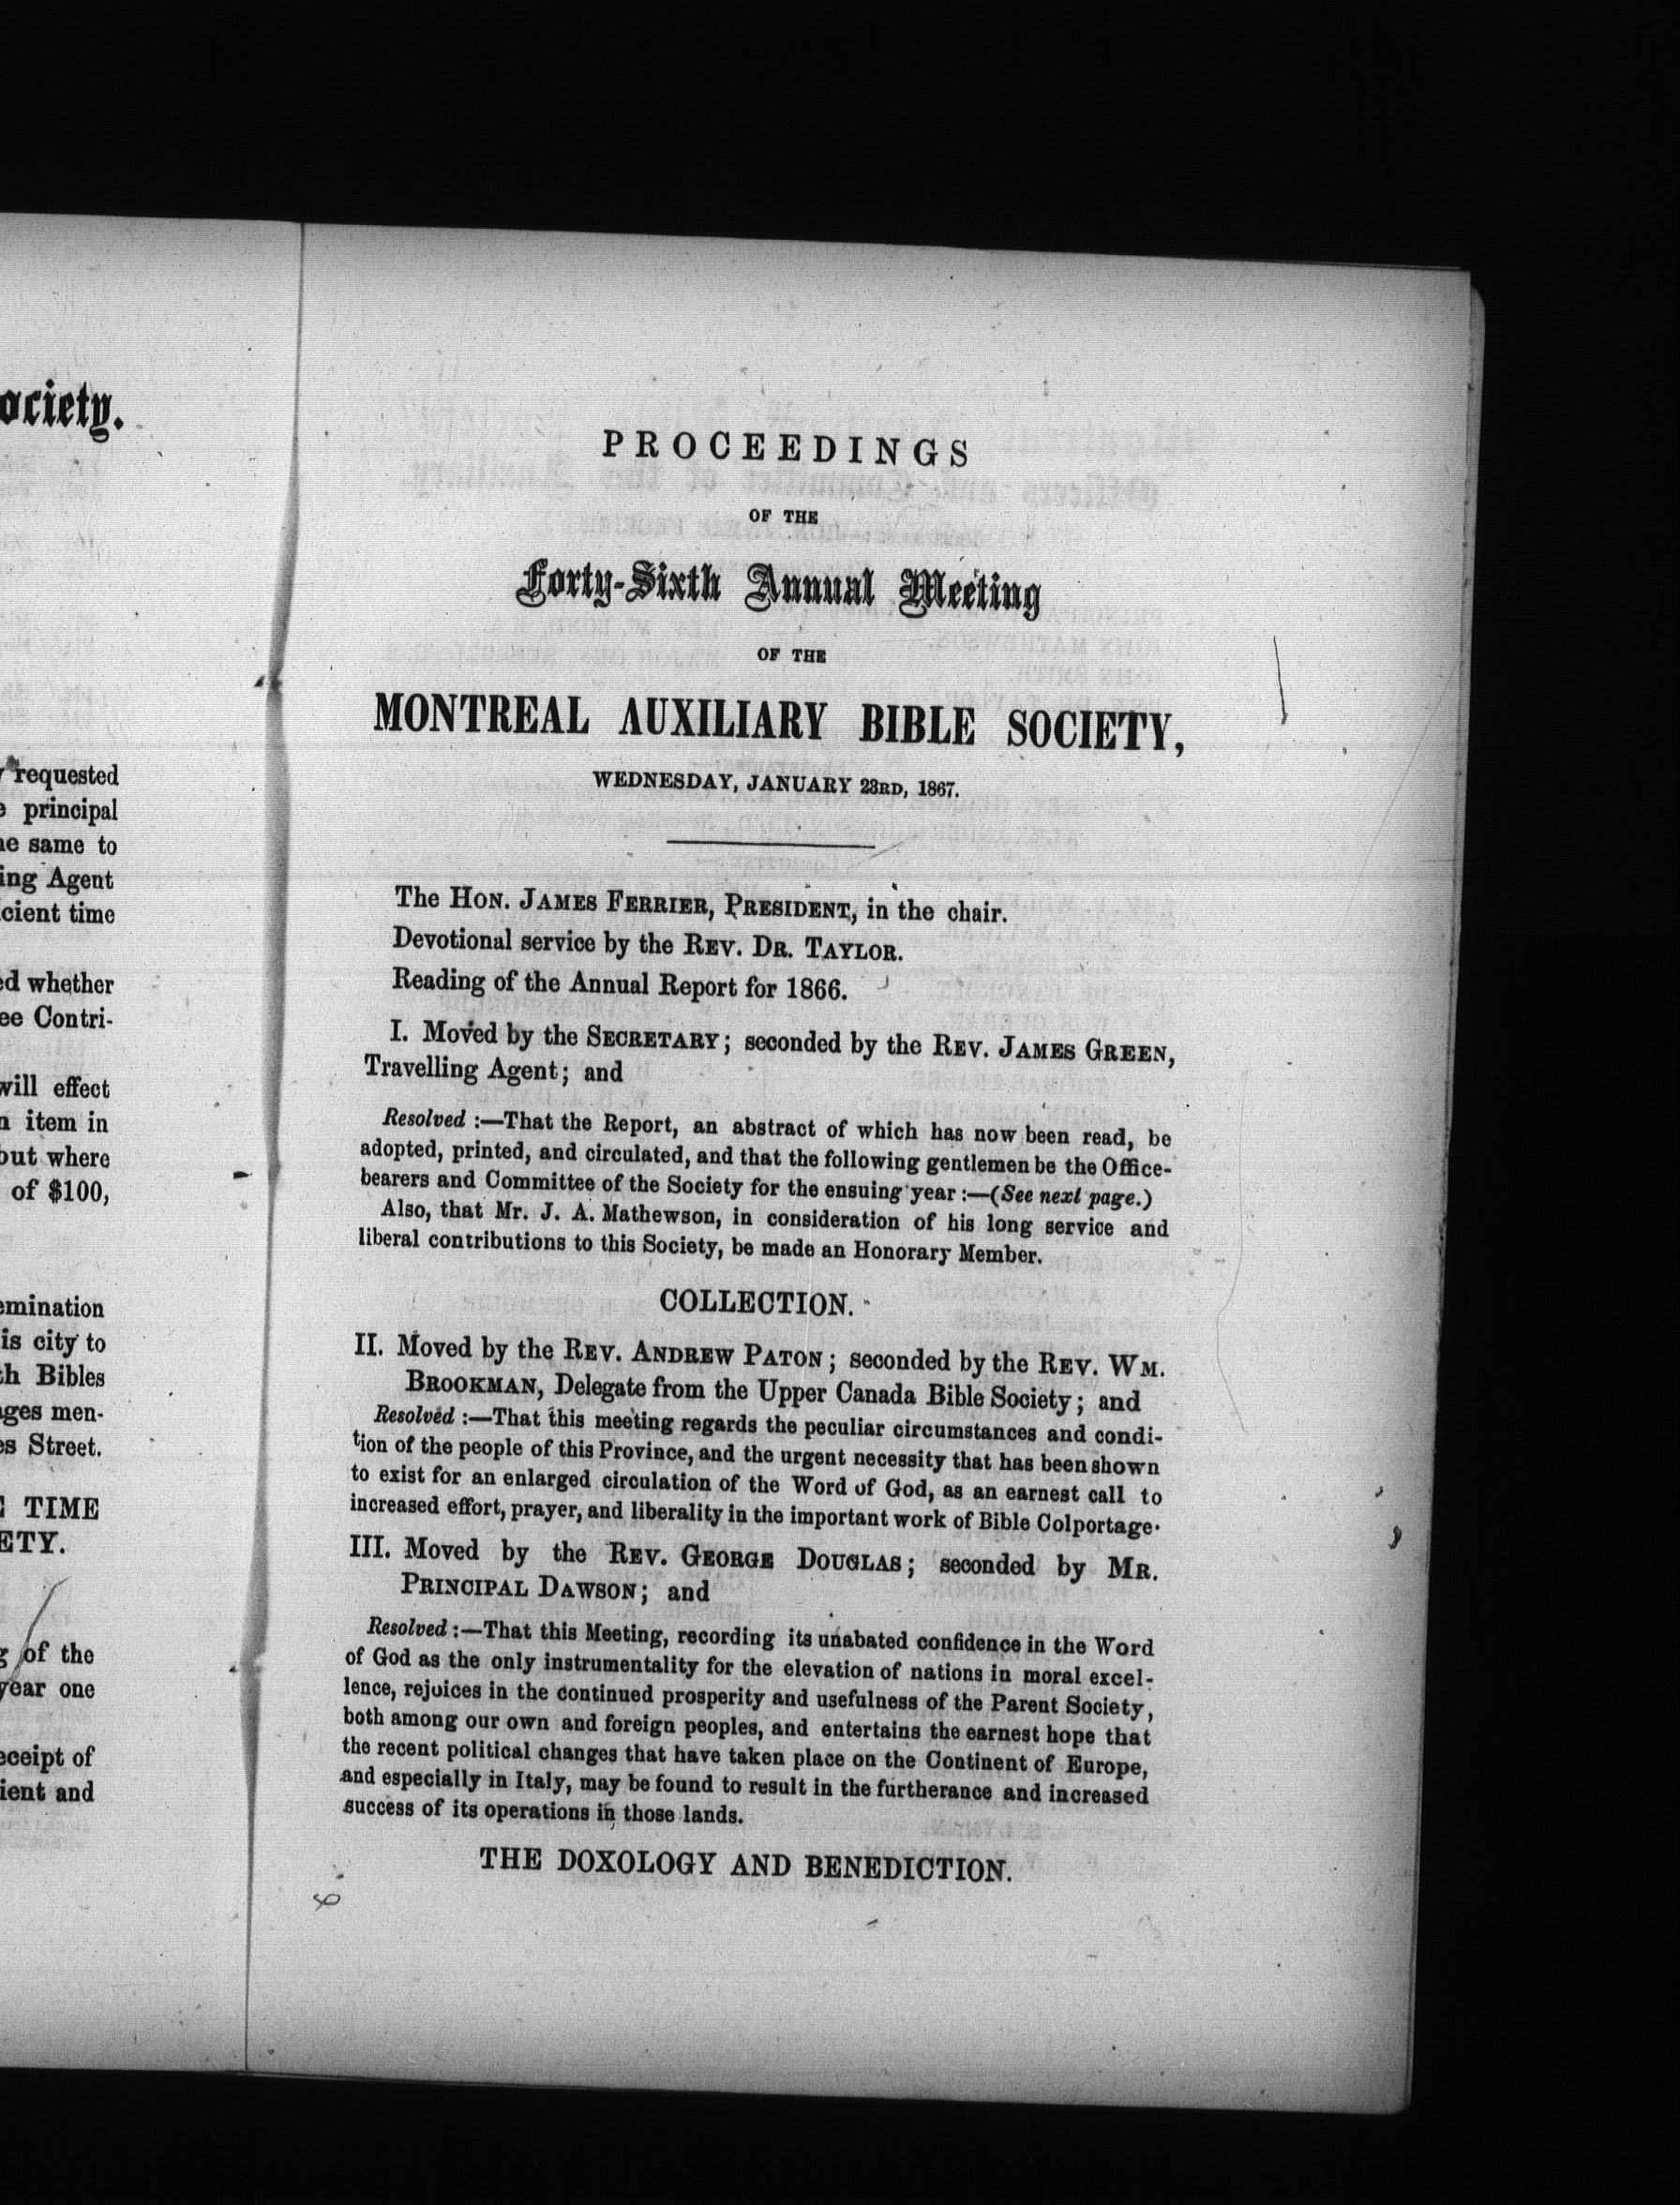 ociety.
requested
principal
same to
ing Agent
cient time
ed whether
ee Contri-
will effect
item in
but where
of $100,
emination
is city to
th Bibles
ages men-
es Street.
TIME
ETY.
of the
year one
eceipt of
ient and
PROCEEDINGS
OF THE
Forty-Sixth Annual Meeting
OF THE
MONTREAL AUXILIARY BIBLE SOCIETY,
WEDNESDAY, JANUARY 23RD, 1867.
The HON. JAMES FERRIER, PRESIDENT, in the chair.
Devotional service by the REV. DR. TAYLOR.
Reading of the Annual Report for 1866.
I. Moved by the SECRETARY; seconded by the REV. JAMES GREEN,
Travelling Agent; and
Resolved :—That the Report, an abstract of which has now been read, be
adopted, printed, and circulated, and that the following gentlemen be the Office-
bearers and Committee of the Society for the ensuing year :—(See next page.)
Also, that Mr. J. A. Mathewson, in consideration of his long service and
liberal contributions to this Society, be made an Honorary Member.
COLLECTION.
II. Moved by the REV. ANDREW PATON; seconded by the REV. WM.
BROOKMAN, Delegate from the Upper Canada Bible Society; and
Resolved :—That this meeting regards the peculiar circumstances and condi-
tion of the people of this Province, and the urgent necessity that has been shown
to exist for an enlarged circulation of the Word of God, as an earnest call to
increased effort, prayer, and liberality in the important work of Bible Colportage.
III. Moved by the REV. GEORGE DOUGLAS; seconded by MR.
PRINCIPAL DAWSON; and
Resolved :—That this Meeting, recording its unabated confidence in the Word
of God as the only instrumentality for the elevation of nations in moral excel-
lence, rejoices in the continued prosperity and usefulness of the Parent Society,
both among our own and foreign peoples, and entertains the earnest hope that
the recent political changes that have taken place on the Continent of Europe,
and especially in Italy, may be found to result in the furtherance and increased
success of its operations in those lands.
THE DOXOLOGY AND BENEDICTION.